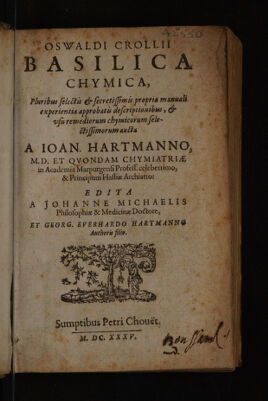 OSWALDI CROLLII
BASILICA
CHYMICA,
Pluribus selectis & secretissimis propria manuali
experientia approbatis descriptionibus, &
usu remediorum chymicorum sele-
ctissimorum aucta
A IOAN. HARTMANNO,
M.D. ET QVONDAM CHYMIATRIÆ
in Academia Marpurgensi Profess. celeberrimo,
& Principum Hassiæ Archiatro:
EDITA
A JOHANNE MICHAELIS
Philosophiæ & Medicinæ Doctore,
ET GEORG. EVERHARDO HARTMANNO
Authoris filio.
Sumptibus Petri Chouët.
M. DC. XXXV.